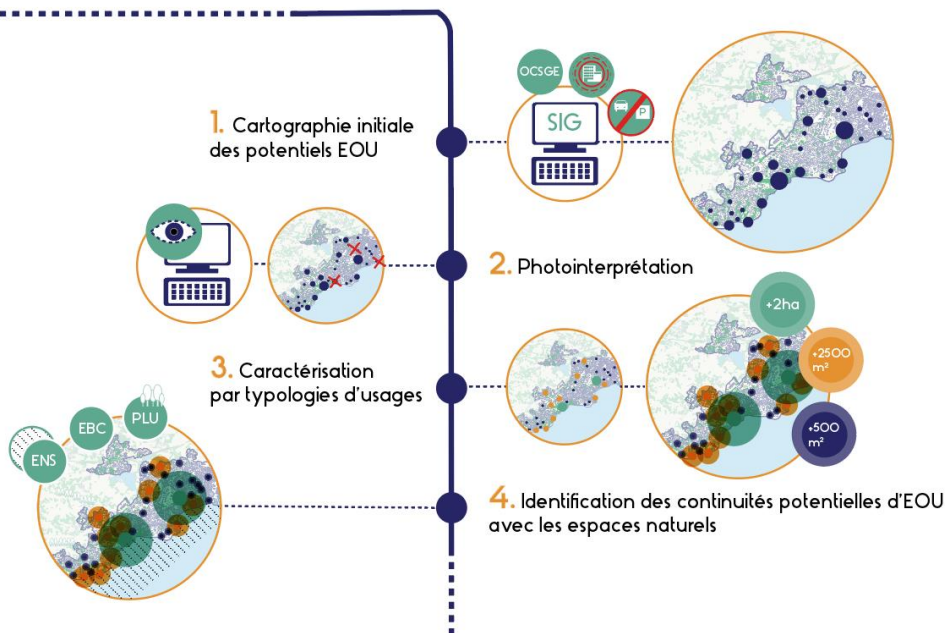 1. Cartographie initiale
des potentiels EOU
OCSGE
SIG
P
2. Photointerprétation
3. Caractérisation
par typologies d'usages
+2ha
+2500
m²
+500
m²
ENS
EBC
PLU
4. Identification des continuités potentielles d'EOU
avec les espaces naturels